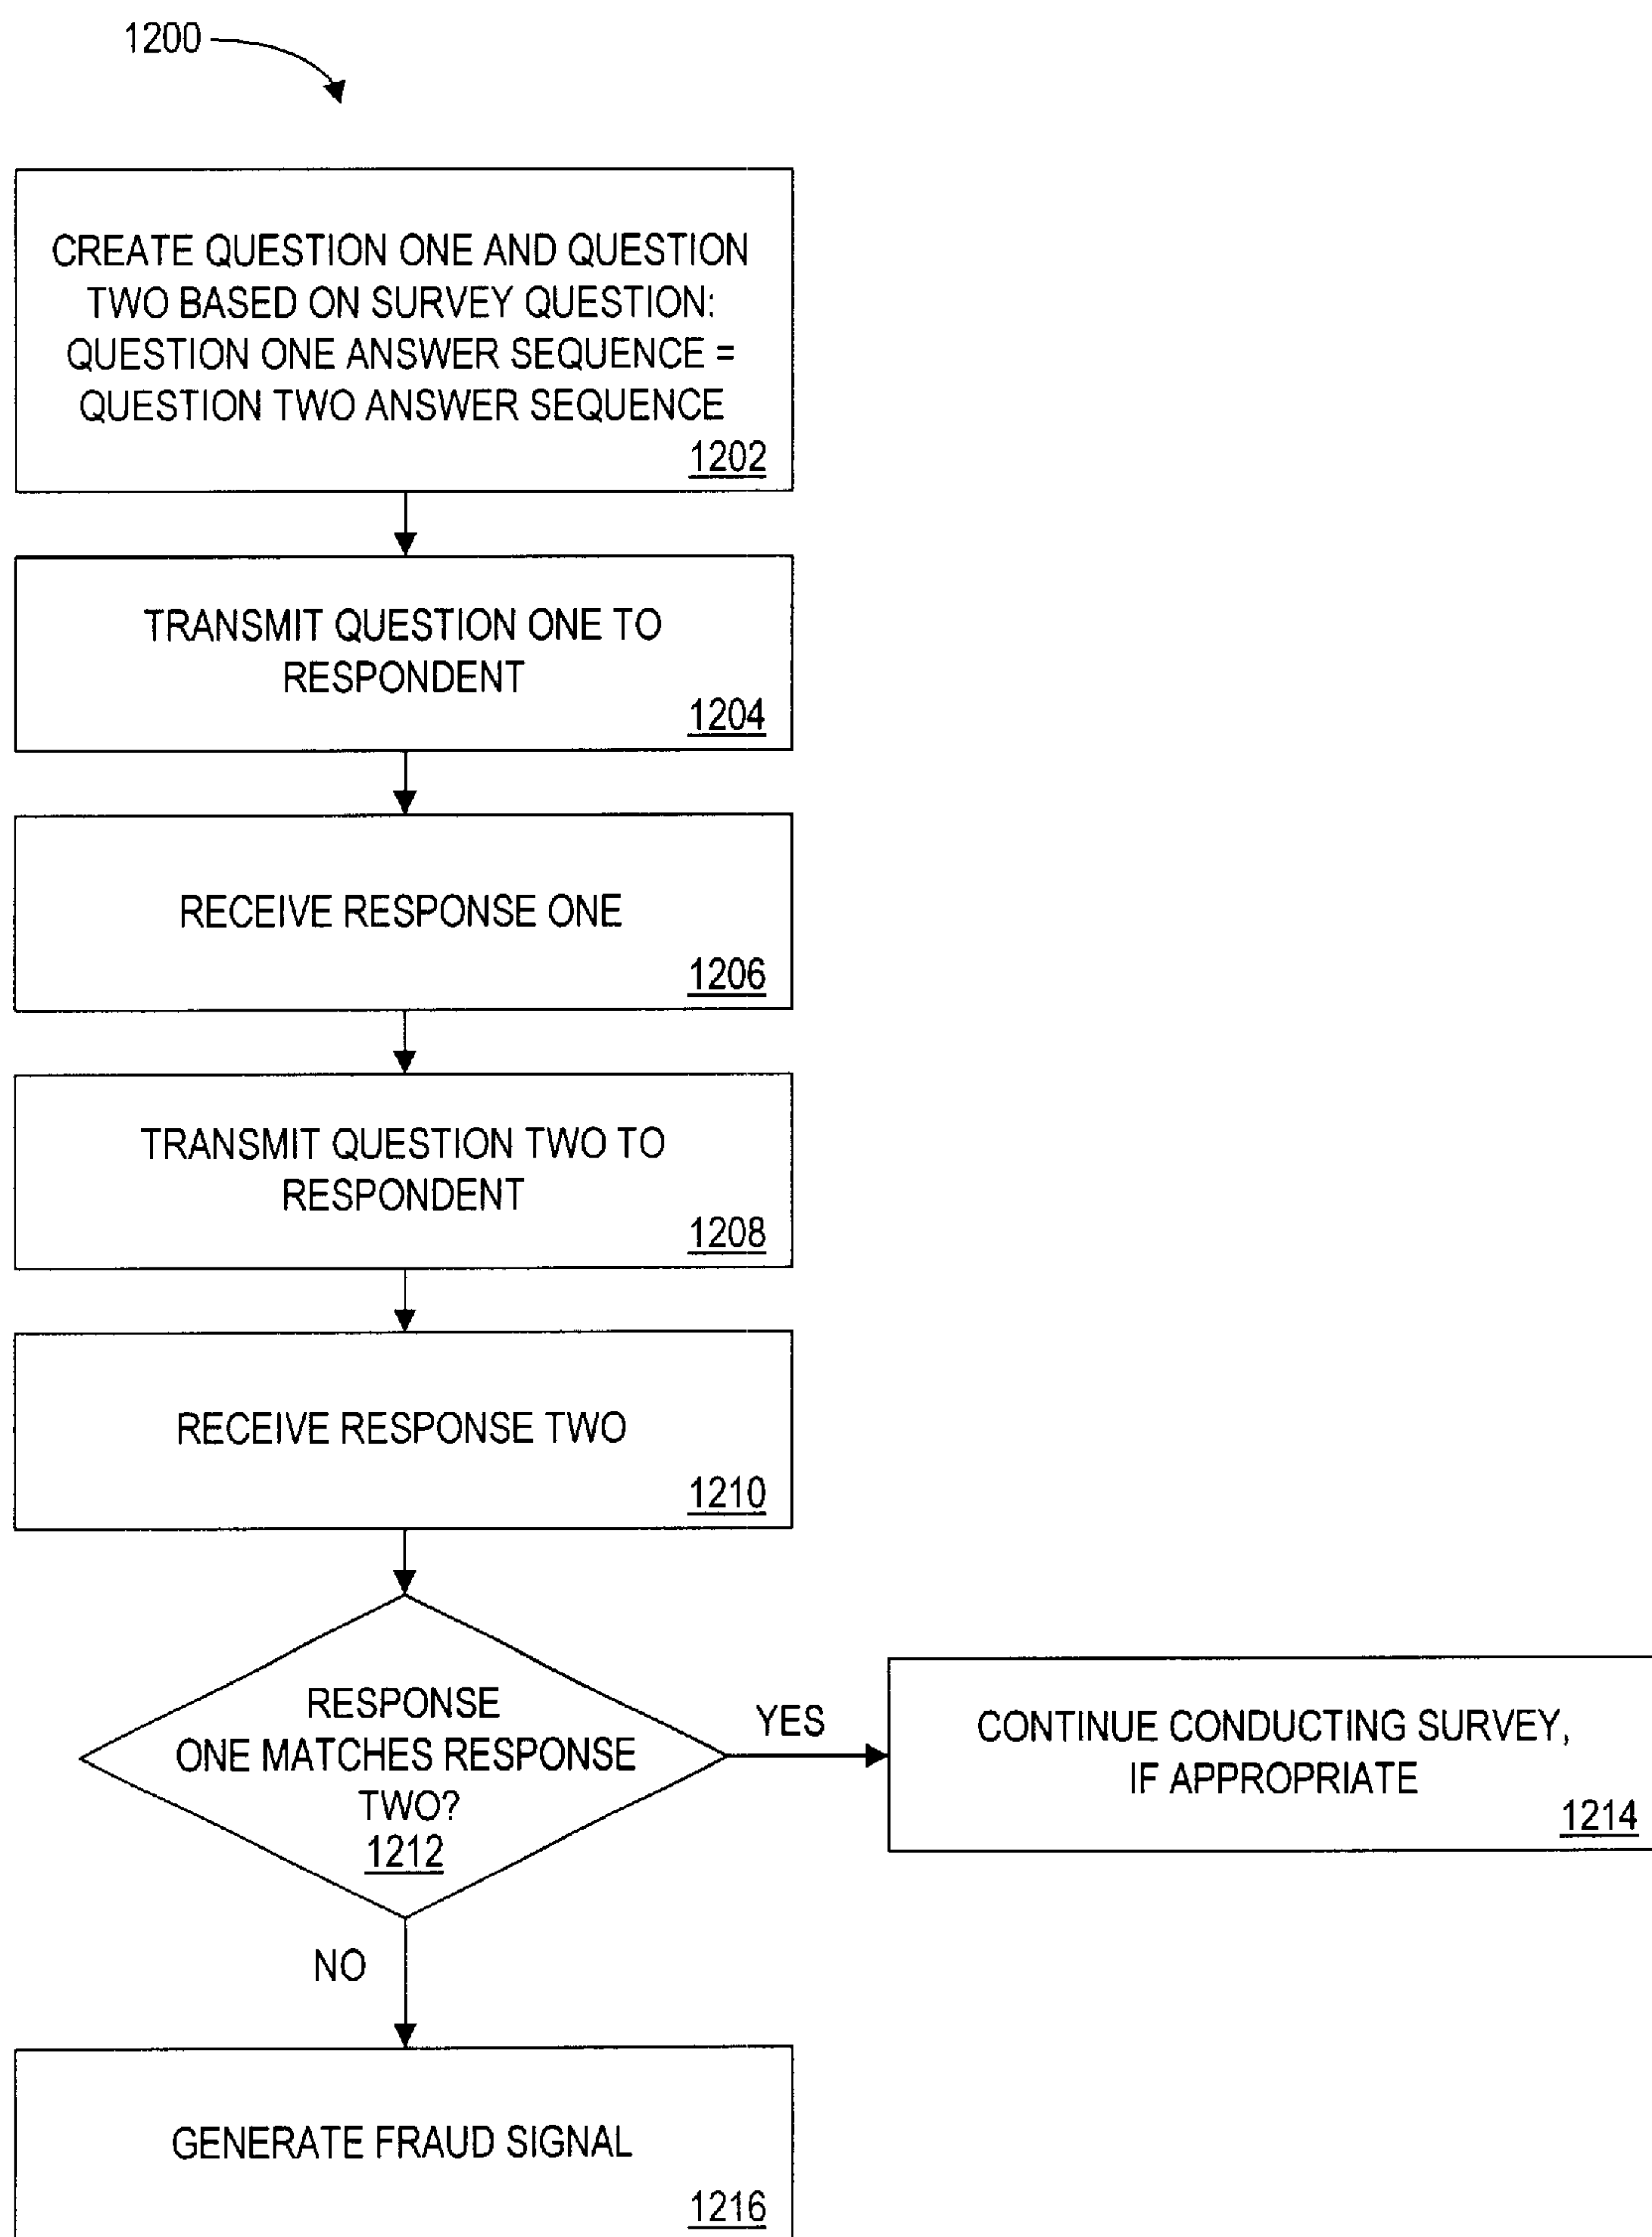 1200
CREATE QUESTION ONE AND QUESTION
TWO BASED ON SURVEY QUESTION:
QUESTION ONE ANSWER SEQUENCE =
QUESTION TWO ANSWER SEQUENCE
1202
TRANSMIT QUESTION ONE TO
RESPONDENT
1204
RECEIVE RESPONSE ONE
1206
TRANSMIT QUESTION TWO TO
RESPONDENT
1208
RECEIVE RESPONSE TWO
1210
RESPONSE
ONE MATCHES RESPONSE
TWO?
1212
YES
CONTINUE CONDUCTING SURVEY,
IF APPROPRIATE
1214
NO
GENERATE FRAUD SIGNAL
1216